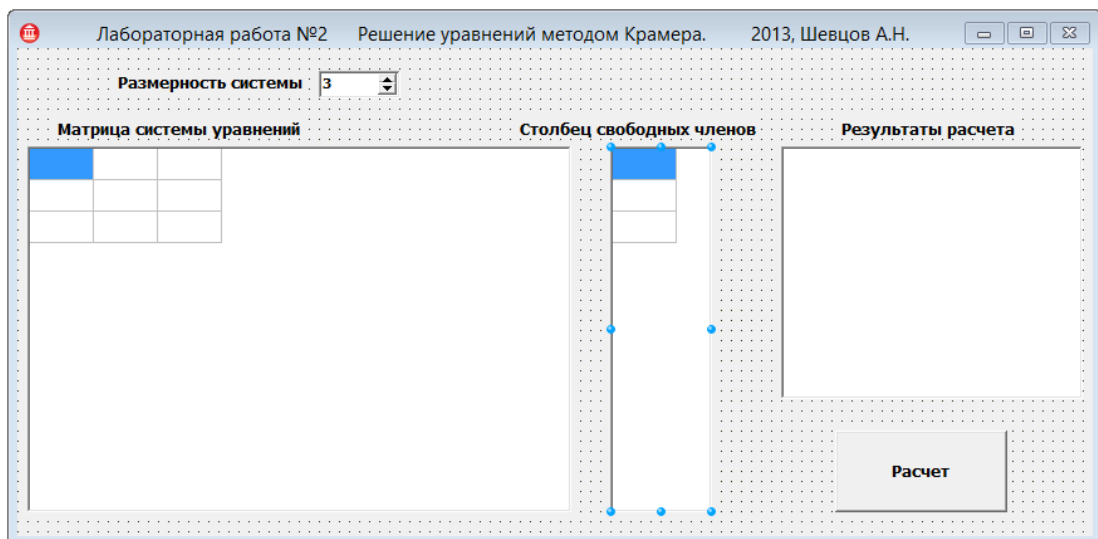 Лабораторная работа №2 Решение уравнений методом Крамера. 2013, Шевцов А.Н.
Размерность системы 3
Матрица системы уравнений Столбец свободных членов Результаты расчета
Расчет